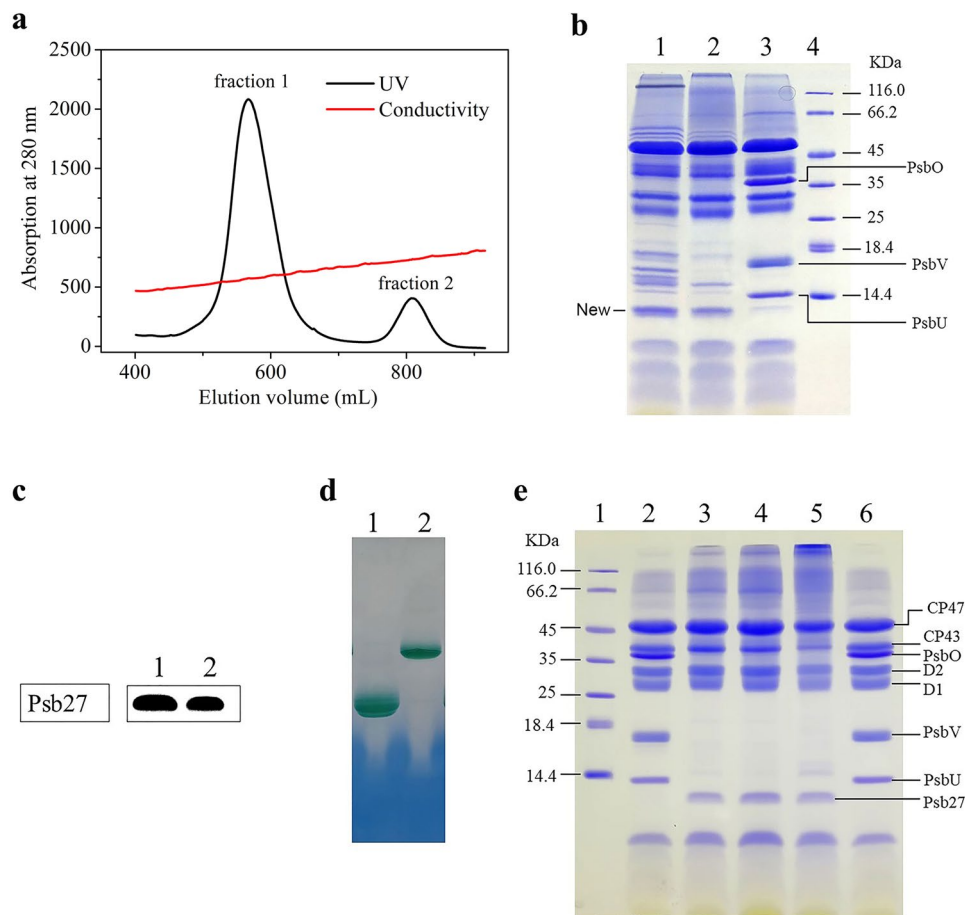 a
2500
2000
1500
1000
500
0
Absorption at 280 nm
fraction 1
fraction 2
UV
Conductivity
400
600
800
Elution volume (mL)
b
1 2 3 4
KDa
116.0
66.2
45
PsbO
35
25
18.4
PsbV
14.4
PsbU
New
c
1 2
Psb27
d
1 2
e
1 2 3 4 5 6
KDa
116.0
66.2
45
35
25
18.4
14.4
CP47
CP43
PsbO
D2
D1
PsbV
PsbU
Psb27